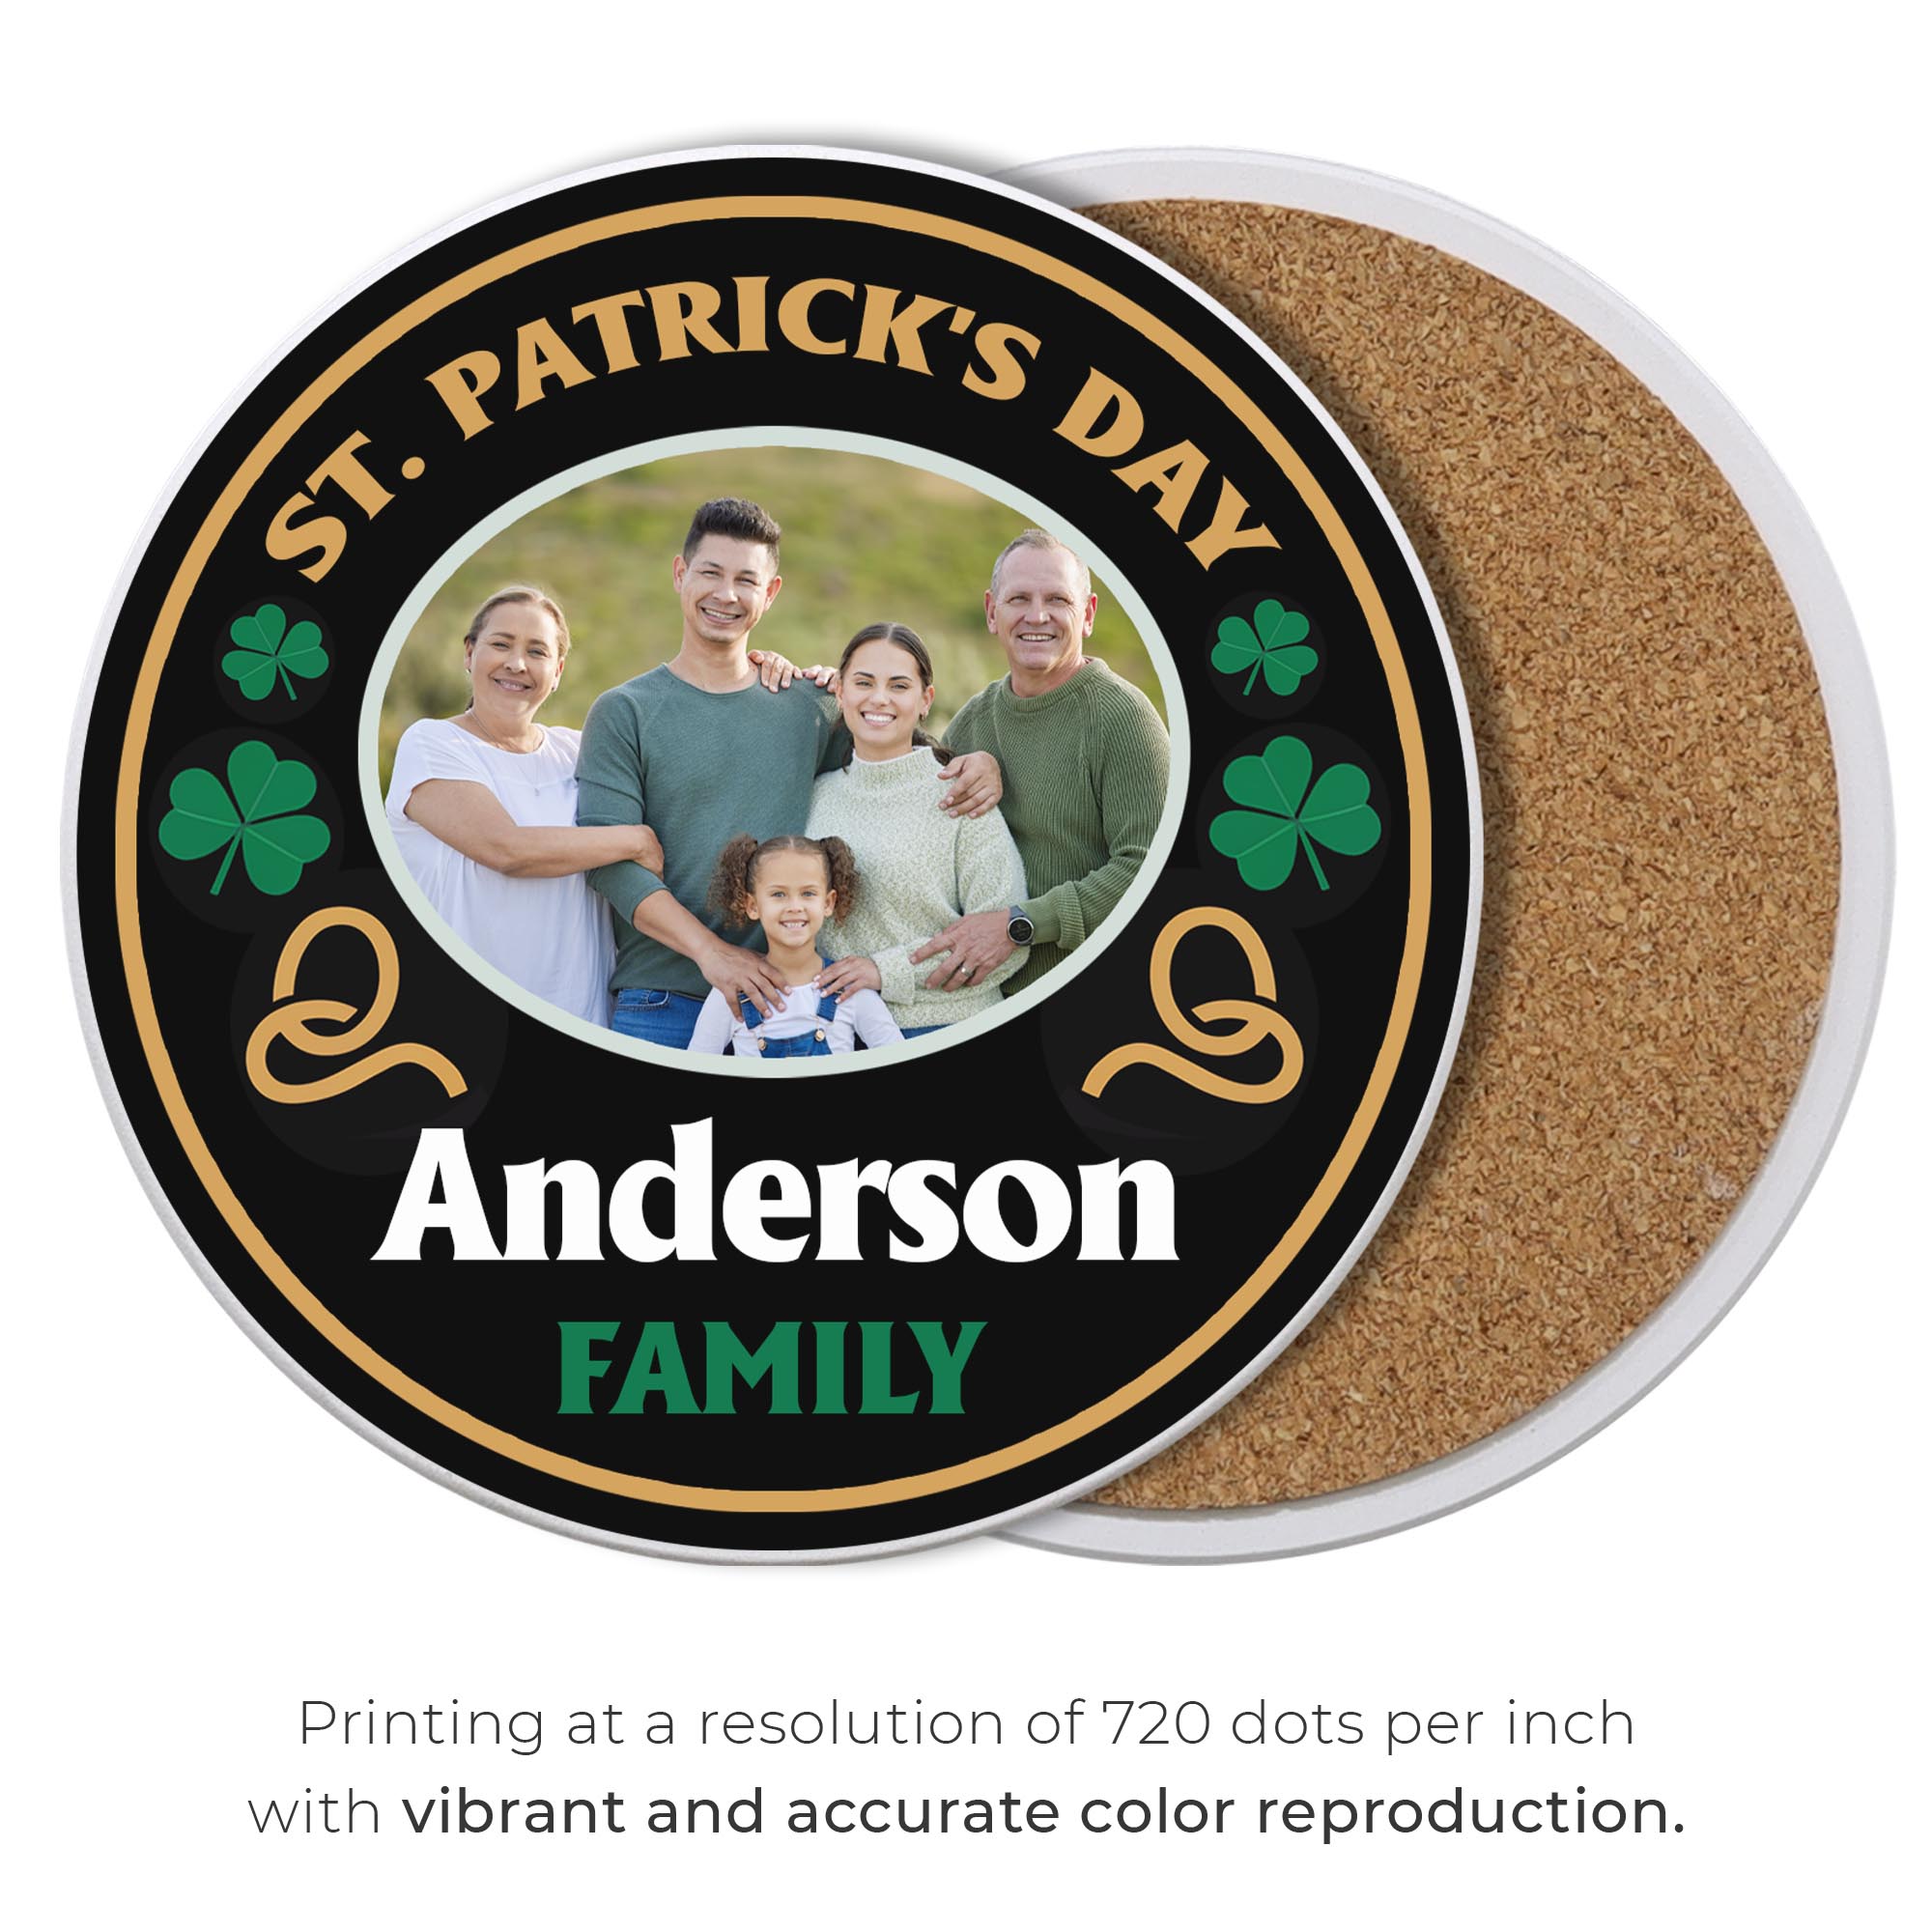 ST. PATRICK'S DAY
Anderson
FAMILY
Printing at a resolution of 720 dots per inch
with vibrant and accurate color reproduction.